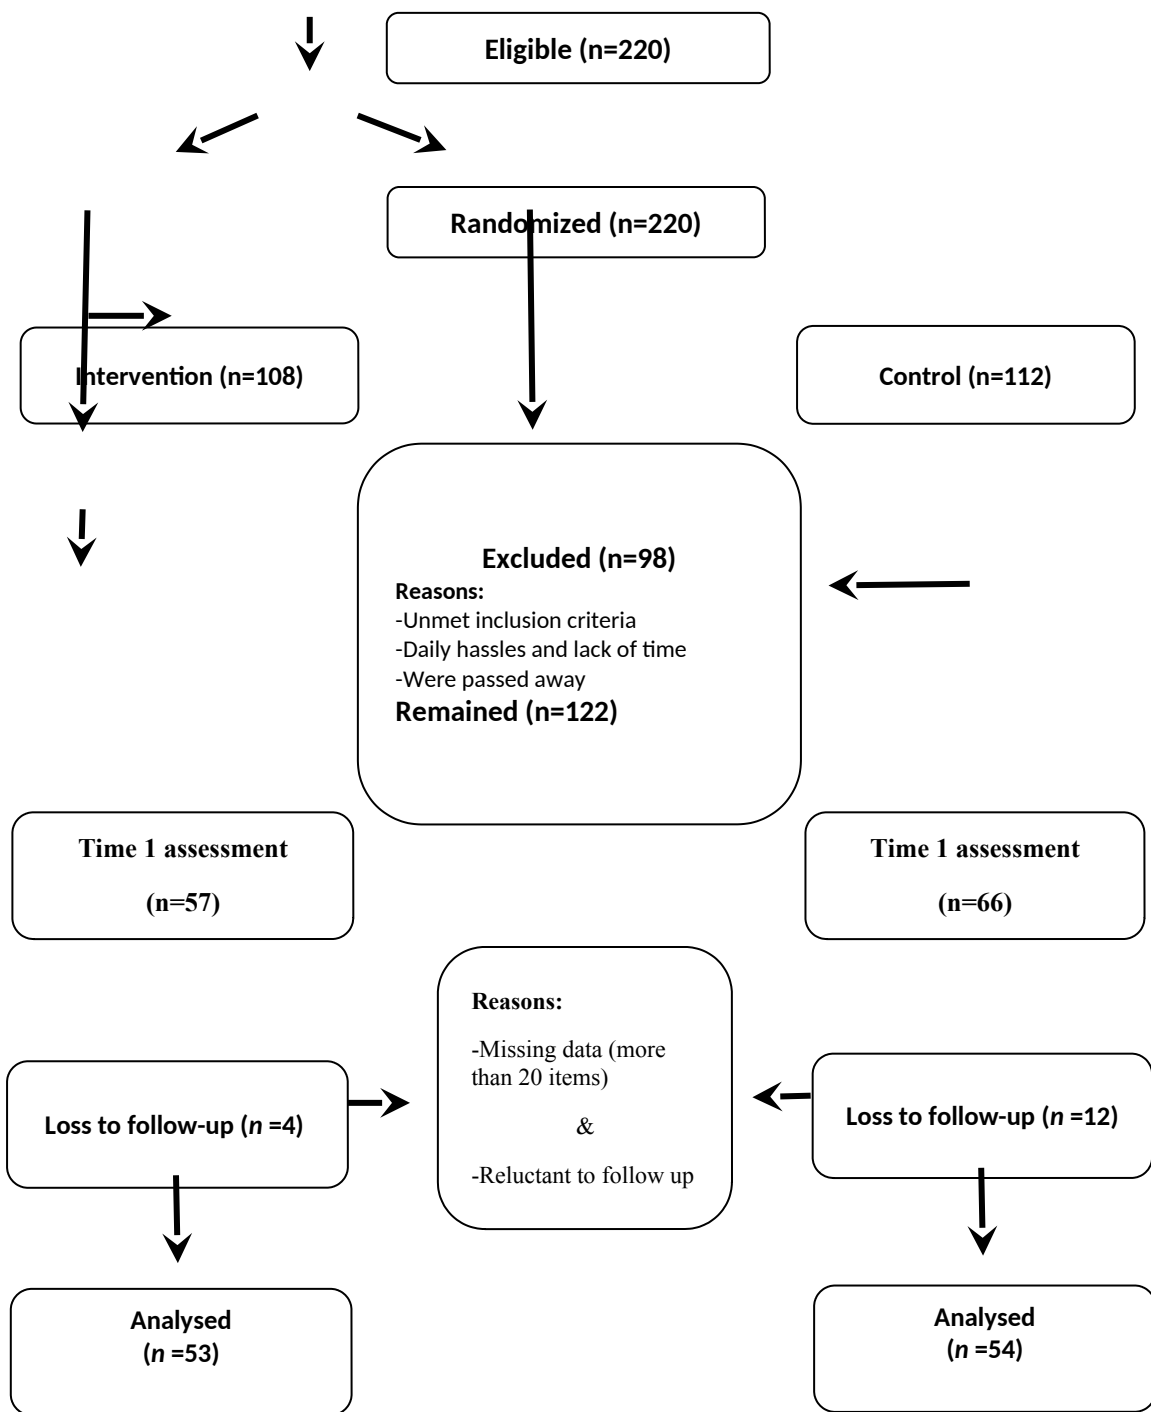 Eligible (n=220)
Randomized (n=220)
Intervention (n=108)
Control (n=112)
Excluded (n=98)
Reasons:
-Unmet inclusion criteria
-Daily hassles and lack of time
-Were passed away
Remained (n=122)
Time 1 assessment
(n=57)
Time 1 assessment
(n=66)
Reasons:
-Missing data (more
than 20 items)
&
-Reluctant to follow up
Loss to follow-up (n =4)
Loss to follow-up (n =12)
Analysed
(n =53)
Analysed
(n =54)